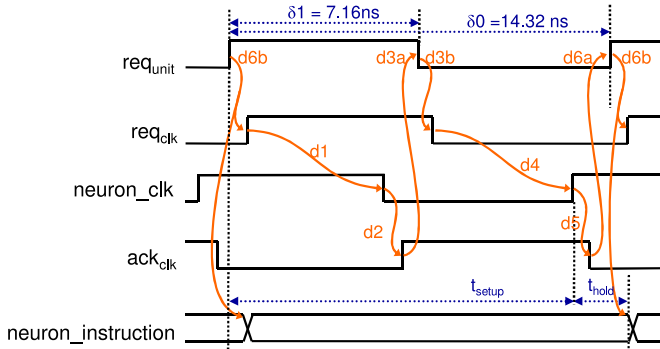 δ1 = 7.16ns
δ0 =14.32 ns
req_unit
d6b
d3a
d3b
d6a
d6b
req_clk
d1
d4
neuron_clk
d2
d5
ack_clk
t_setup
t_hold
neuron_instruction